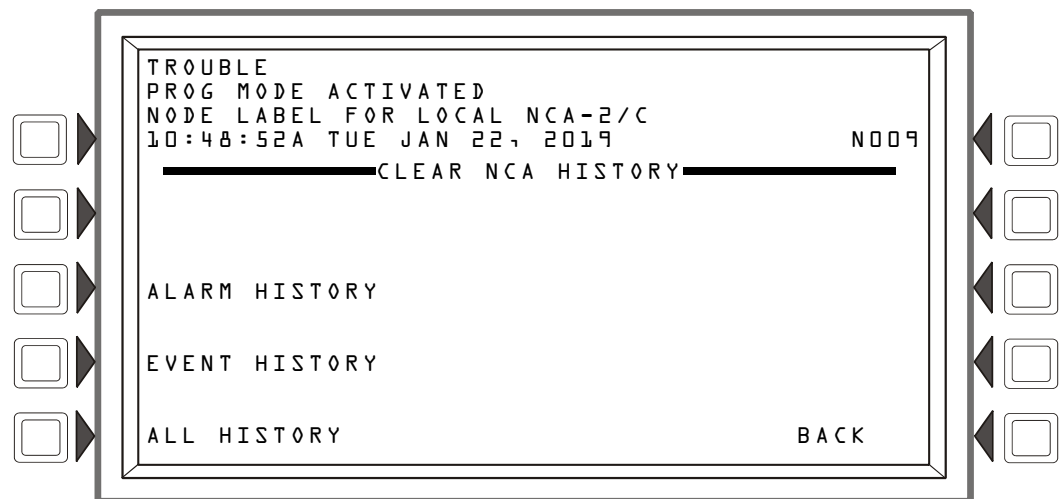 TROUBLE
PROG MODE ACTIVATED
NODE LABEL FOR LOCAL NCA-2/C
10:48:52A TUE JAN 22, 2019 N009
CLEAR NCA HISTORY
ALARM HISTORY
EVENT HISTORY
ALL HISTORY BACK